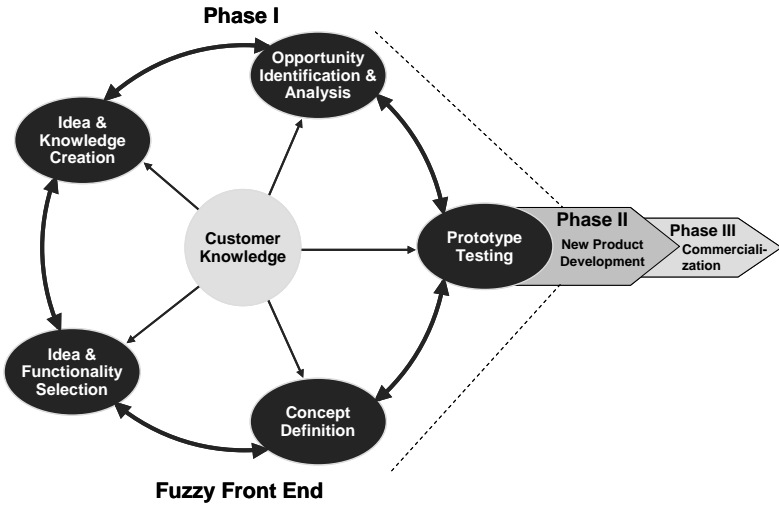 Phase I
Opportunity
Identification &
Analysis
Idea &
Knowledge
Creation
Customer
Knowledge
Prototype
Testing
Phase II
New Product
Development
Phase III
Commerciali-
zation
Idea &
Functionality
Selection
Concept
Definition
Fuzzy Front End